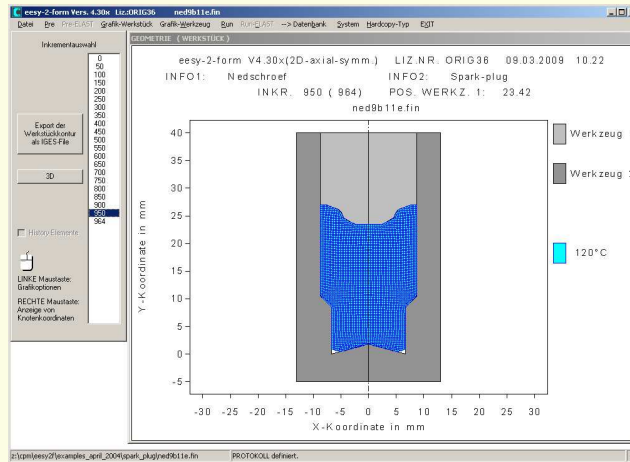 eesy-2-form Vers. 4.30x Liz:ORIG36 ned9b11e.fin
Datei Pre Pre-ELAST Grafik-Werkstück Grafik-Werkzeug Run Run-ELAST --> Datenbank System Hardcopy-Typ EXIT
Inkrementauswahl
0
50
100
150
200
250
300
350
400
450
500
550
600
650
700
750
800
850
900
950
964
Export der
Werkstückkontur
als IGES-File
3D
History-Elemente
LINKE Maustaste:
Grafikoptionen
RECHTE Maustaste:
Anzeige von
Knotenkoordinaten
GEOMETRIE (WERKSTÜCK)
eesy-2-form V4.30x(2D-axial-symm.) LIZ.NR. ORIG36 09.03.2009 10.22
INFO1: Nedschroef INFO2: Spark-plug
INKR. 950 ( 964) POS. WERKZ. 1: 23.42
ned9b11e.fin
Y-Koordinate in mm
40
35
30
25
20
15
10
5
0
-5
-30 -25 -20 -15 -10 -5 0 5 10 15 20 25 30
X-Koordinate in mm
Werkzeug
Werkzeug
120°C
z:\cpm\eesy2f\examples_april_2004\spark_plug\ned9b11e.fin PROTOKOLL definiert.